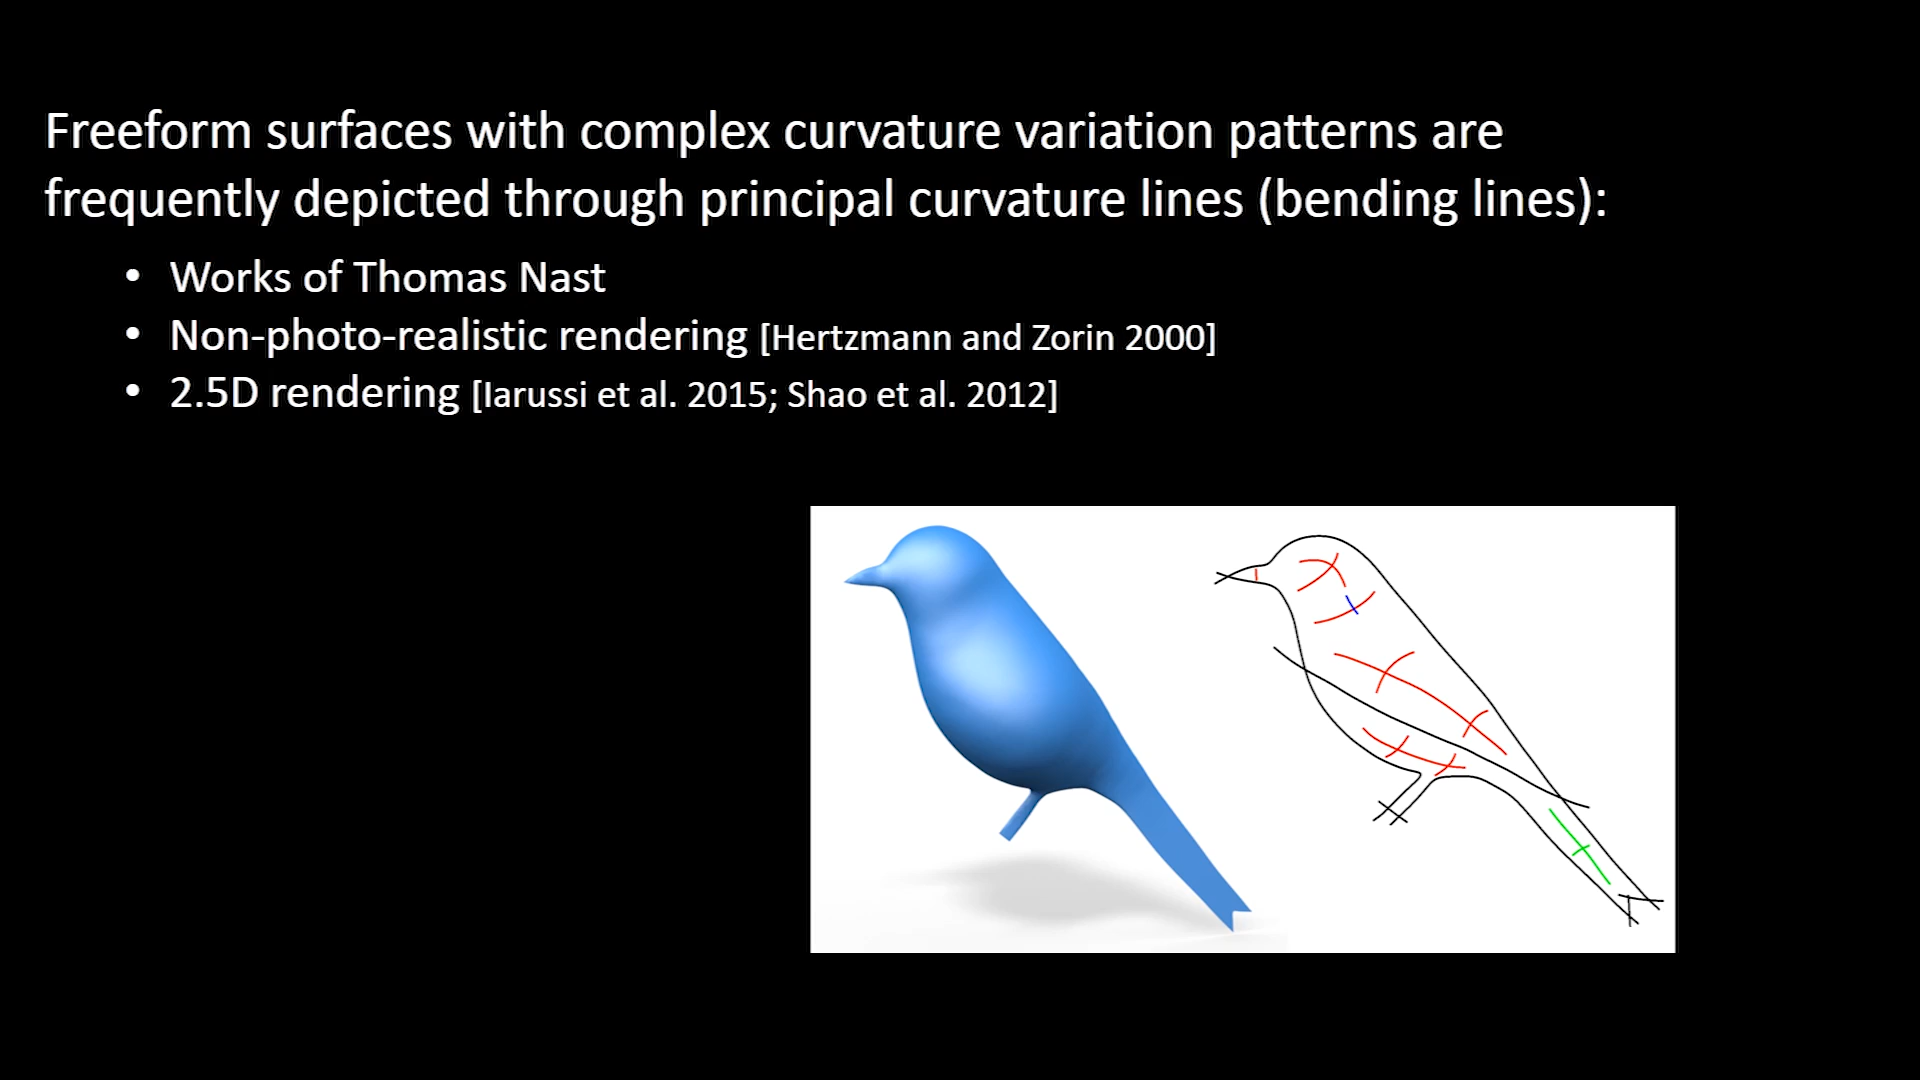 Freeform surfaces with complex curvature variation patterns are
frequently depicted through principal curvature lines (bending lines):
• Works of Thomas Nast
• Non-photo-realistic rendering [Hertzmann and Zorin 2000]
• 2.5D rendering [Iarussi et al. 2015; Shao et al. 2012]